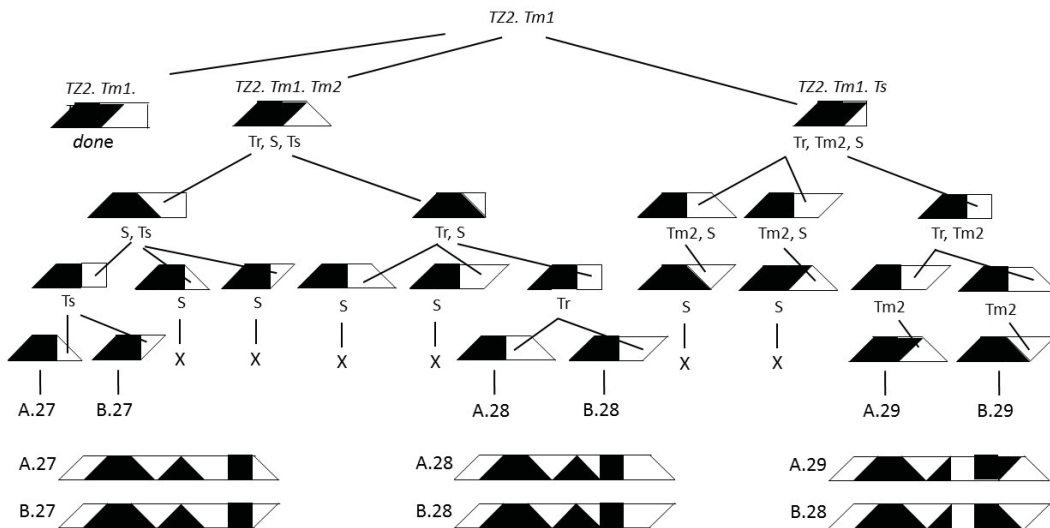 TZ2. Tm1
TZ2. Tm1.
TZ2. Tm1. Tm2
TZ2. Tm1. Ts
done
Tr, S, Ts
Tr, Tm2, S
S, Ts
Tr, S
Tm2, S
Tm2, S
Tr, Tm2
Ts
S
S
S
S
Tr
S
S
Tm2
Tm2
X
X
X
X
X
X
A.27
B.27
A.28
B.28
A.29
B.29
A.27
A.28
A.29
B.27
B.28
B.28